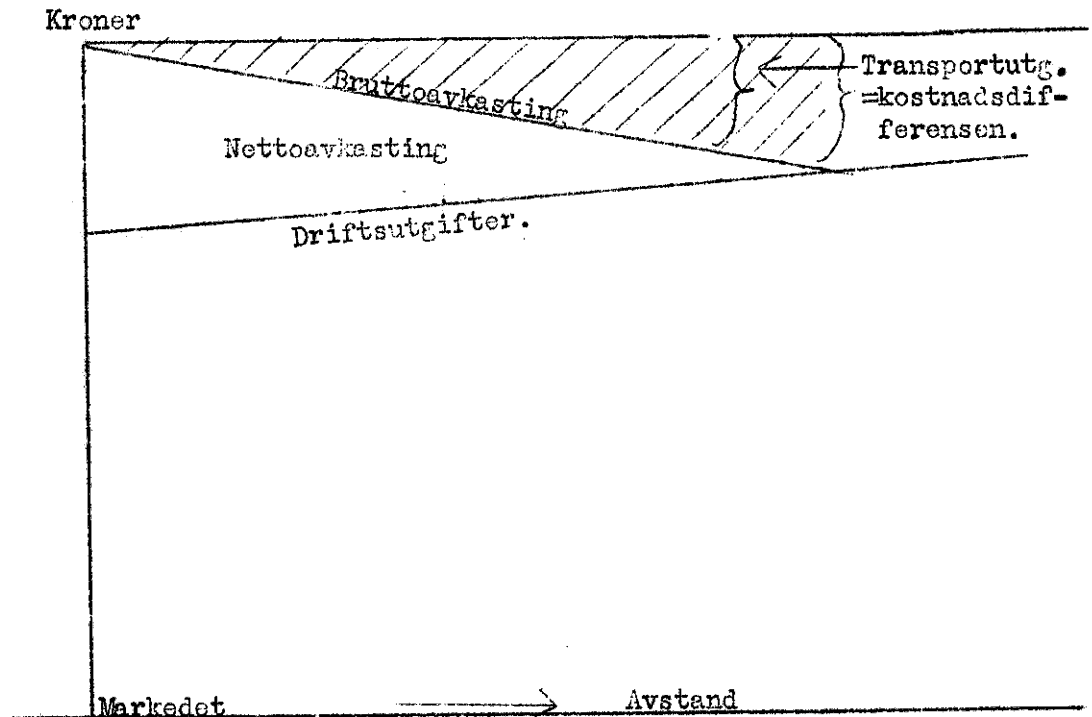 Kroner
Transportutg.
=kostnadsdif-
ferensen.
Bruttoavkasting
Nettoavkasting
Driftsutgifter.
Markedet
Avstand